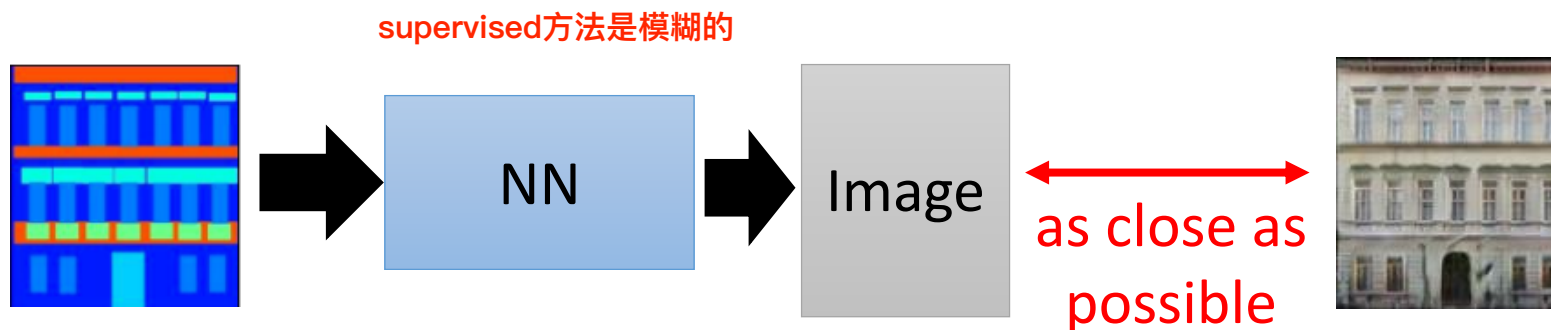 supervised方法是模糊的
NN
Image
as close as
possible